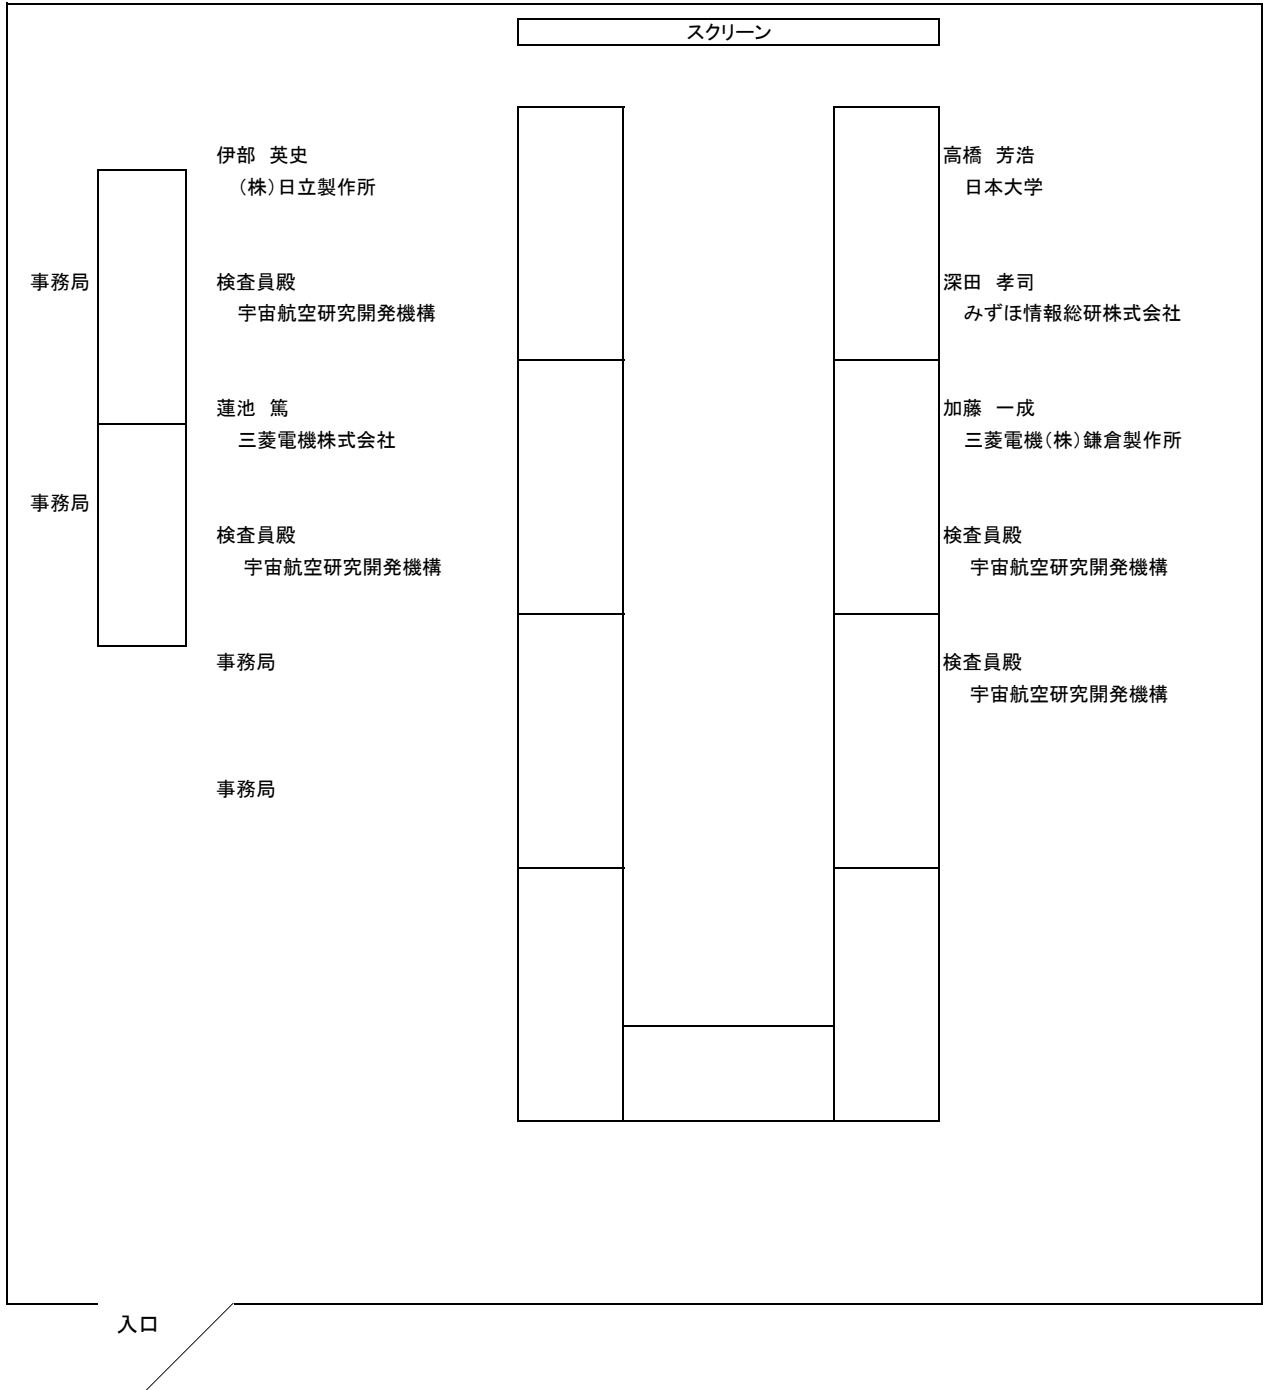 スクリーン
伊部 英史
(株)日立製作所
高橋 芳浩
日本大学
事務局
検査員殿
宇宙航空研究開発機構
深田 孝司
みずほ情報総研株式会社
蓮池 篤
三菱電機株式会社
加藤 一成
三菱電機(株)鎌倉製作所
事務局
検査員殿
宇宙航空研究開発機構
検査員殿
宇宙航空研究開発機構
事務局
検査員殿
宇宙航空研究開発機構
事務局
入口